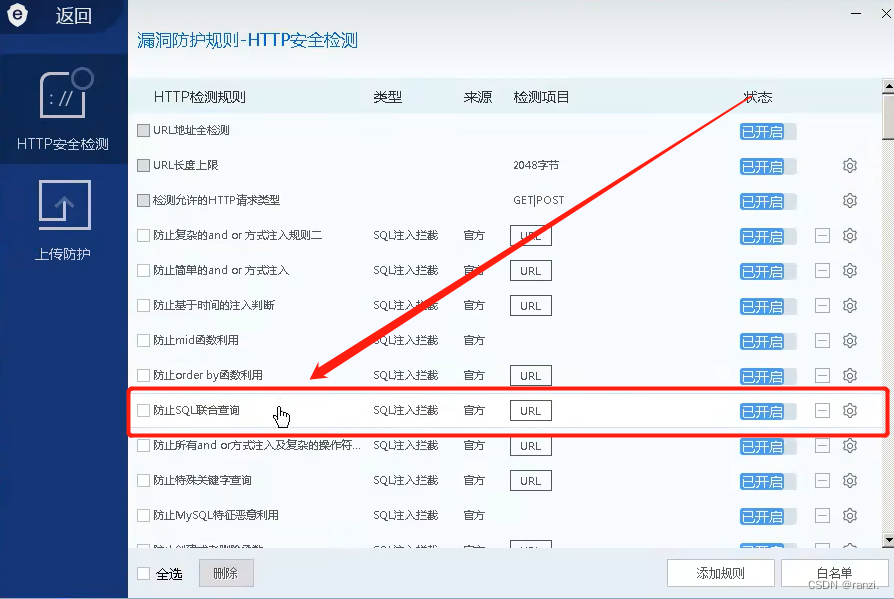 返回
漏洞防护规则-HTTP安全检测
HTTP检测规则 类型 来源 检测项目 状态
URL地址全检测 已开启
URL长度上限 2048字节 已开启
检测允许的HTTP请求类型 GET|POST 已开启
防止复杂的and or 方式注入规则二 SQL注入拦截 官方 URL 已开启
防止简单的and or 方式注入 SQL注入拦截 官方 URL 已开启
防止基于时间的注入判断 SQL注入拦截 官方 URL 已开启
防止mid函数利用 SQL注入拦截 官方 已开启
防止order by函数利用 SQL注入拦截 官方 URL 已开启
防止SQL联合查询 SQL注入拦截 官方 URL 已开启
防止所有and or方式注入及复杂的操作符... SQL注入拦截 官方 URL 已开启
防止特殊关键字查询 SQL注入拦截 官方 URL 已开启
防止MySQL特征恶意利用 SQL注入拦截 官方 已开启
:// HTTP安全检测
上传防护
全选 删除 添加规则 白名单
CSDN @ranzi.